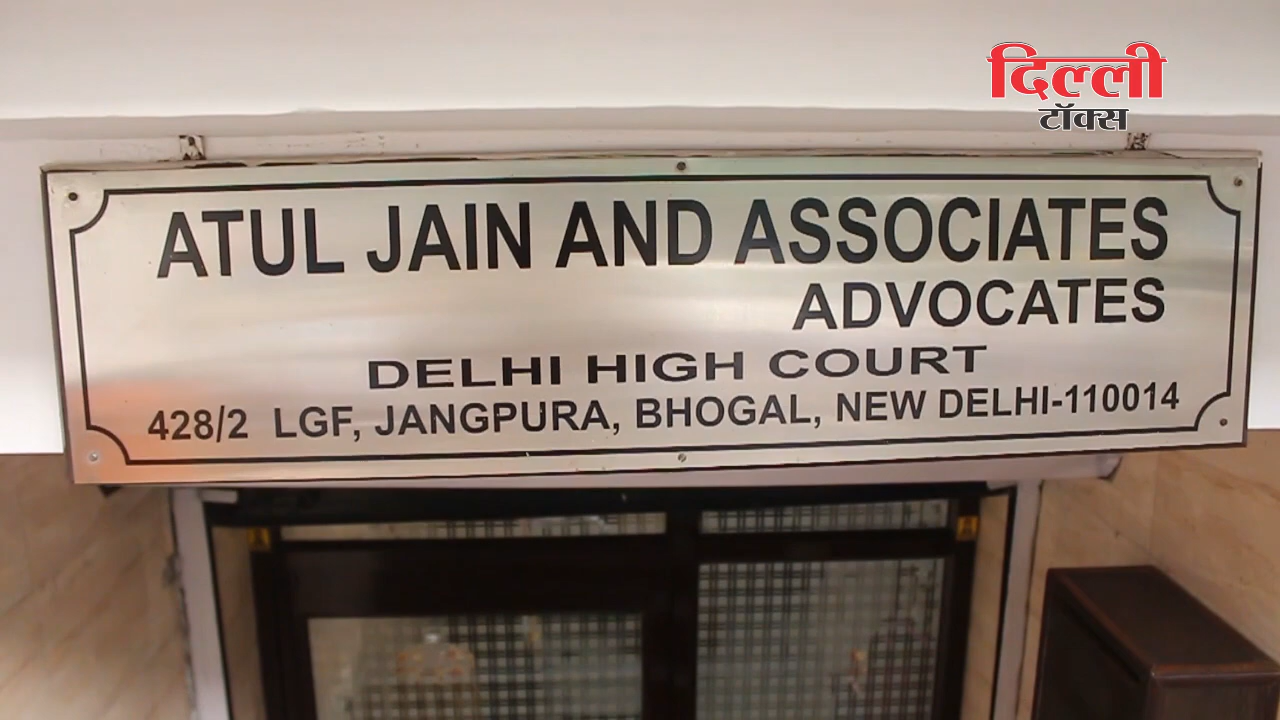 दिल्ली
टॉक्स
ATUL JAIN AND ASSOCIATES
ADVOCATES
DELHI HIGH COURT
428/2 LGF, JANGPURA, BHOGAL, NEW DELHI-110014